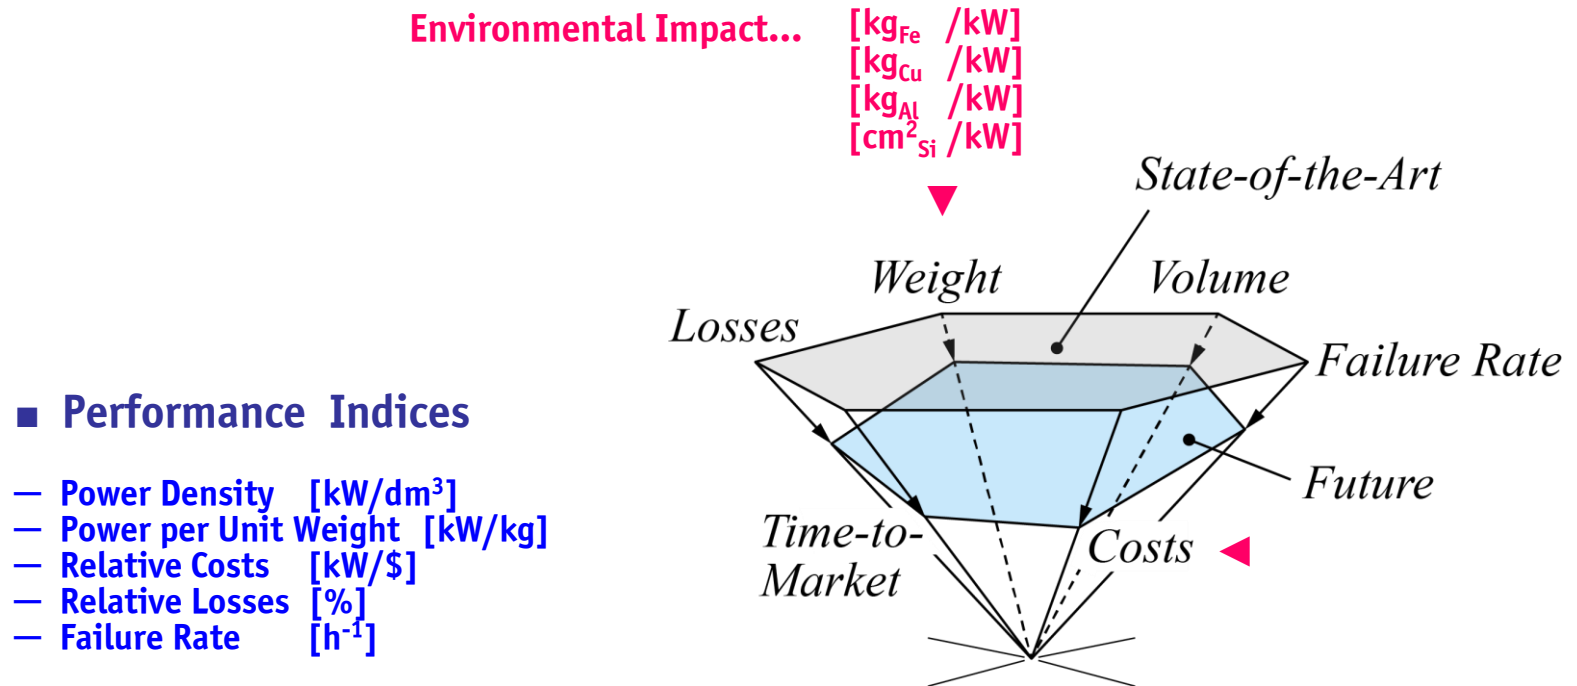 Environmental Impact... [kgFe /kW]
[kgCu /kW]
[kgAl /kW]
[cm²Si /kW]
State-of-the-Art
Weight
Volume
Losses
Failure Rate
■ Performance Indices
— Power Density [kW/dm³]
— Power per Unit Weight [kW/kg]
— Relative Costs [kW/$]
— Relative Losses [%]
— Failure Rate [h⁻¹]
Future
Time-to-
Market
Costs